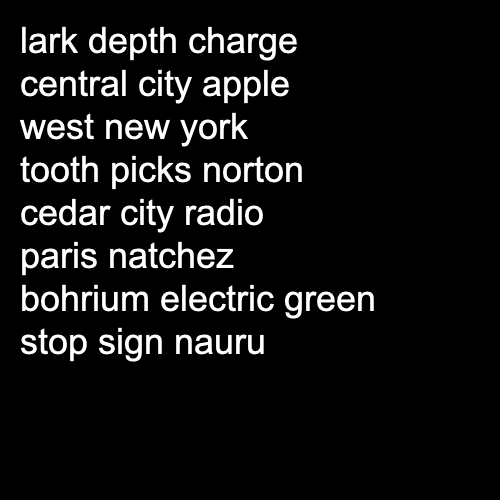 lark depth charge
central city apple
west new york
tooth picks norton
cedar city radio
paris natchez
bohrium electric green
stop sign nauru